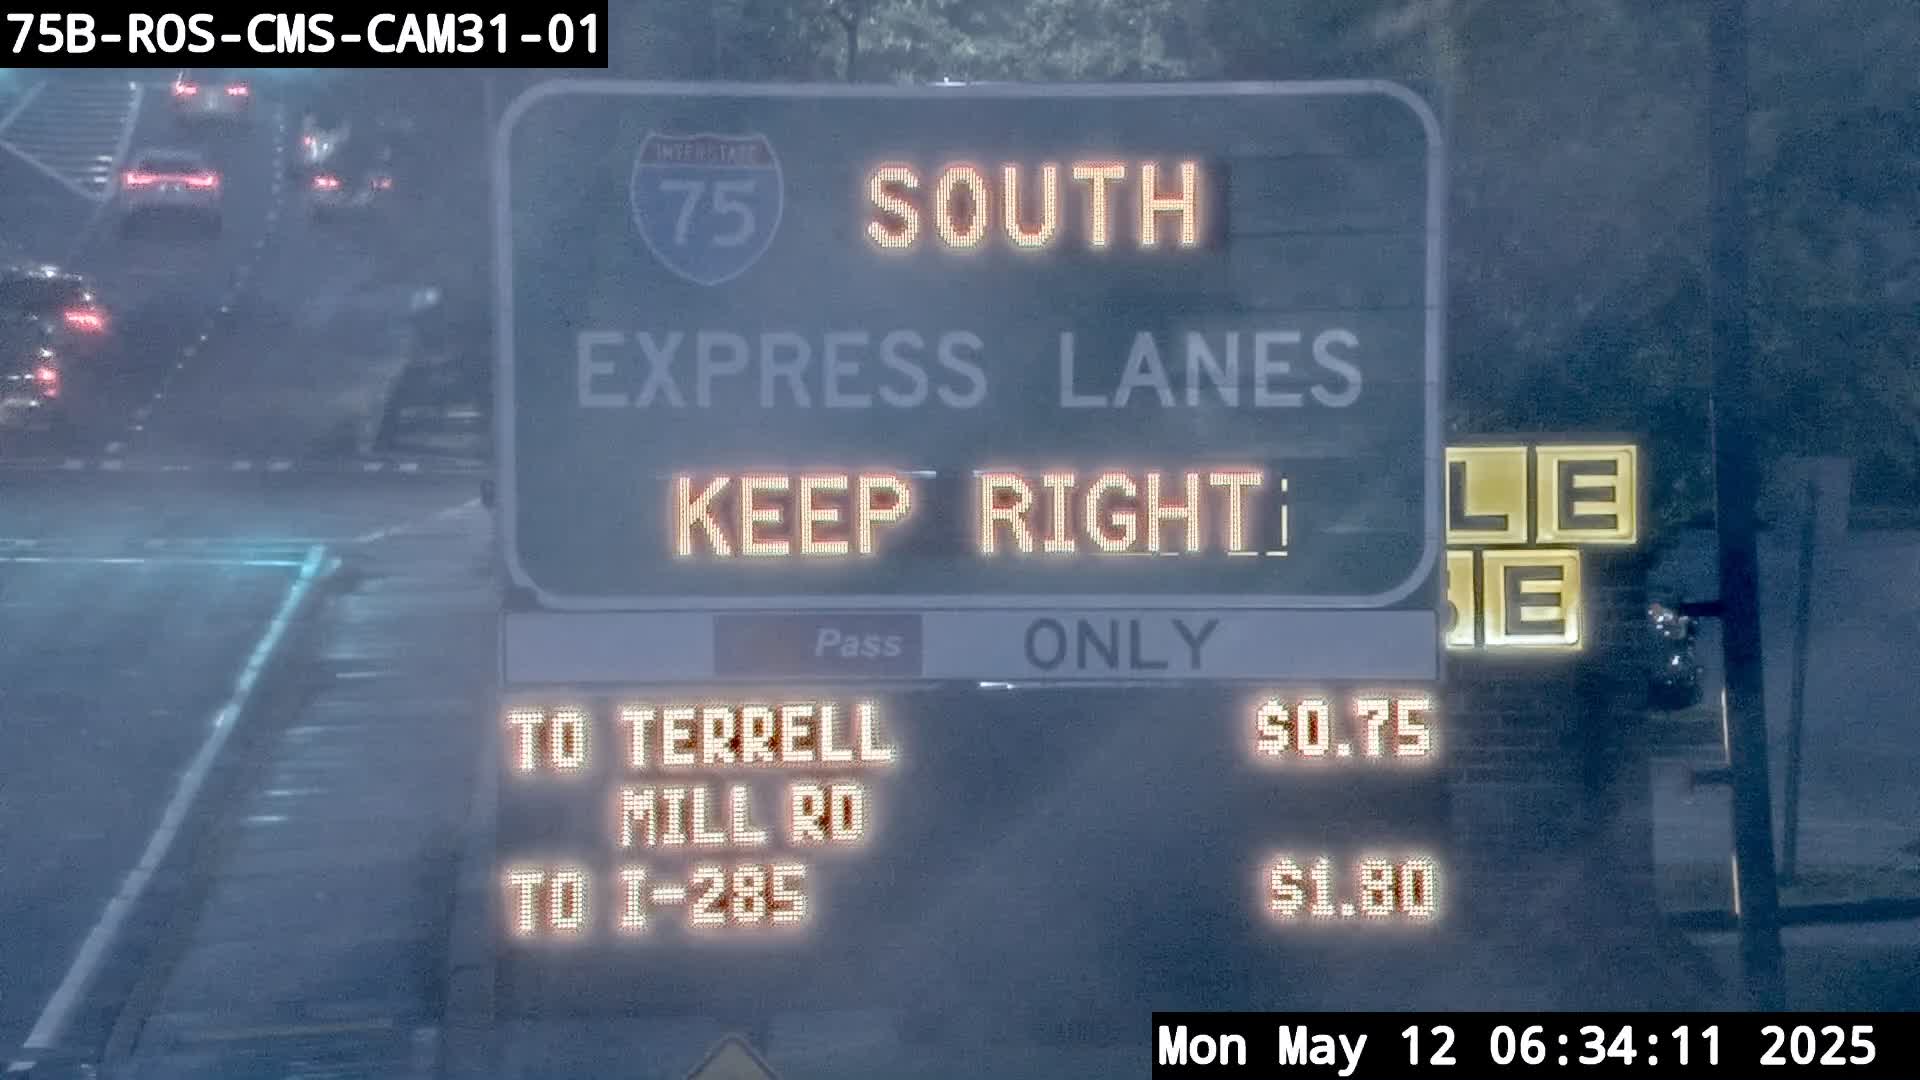 75B-ROS-CMS-CAM31-01
INTERSTATE
75
SOUTH
EXPRESS LANES
KEEP RIGHT
Pass ONLY
LE
E
TO TERRELL $0.75
MILL RD
TO I-285 $1.80
Mon May 12 06:34:11 2025